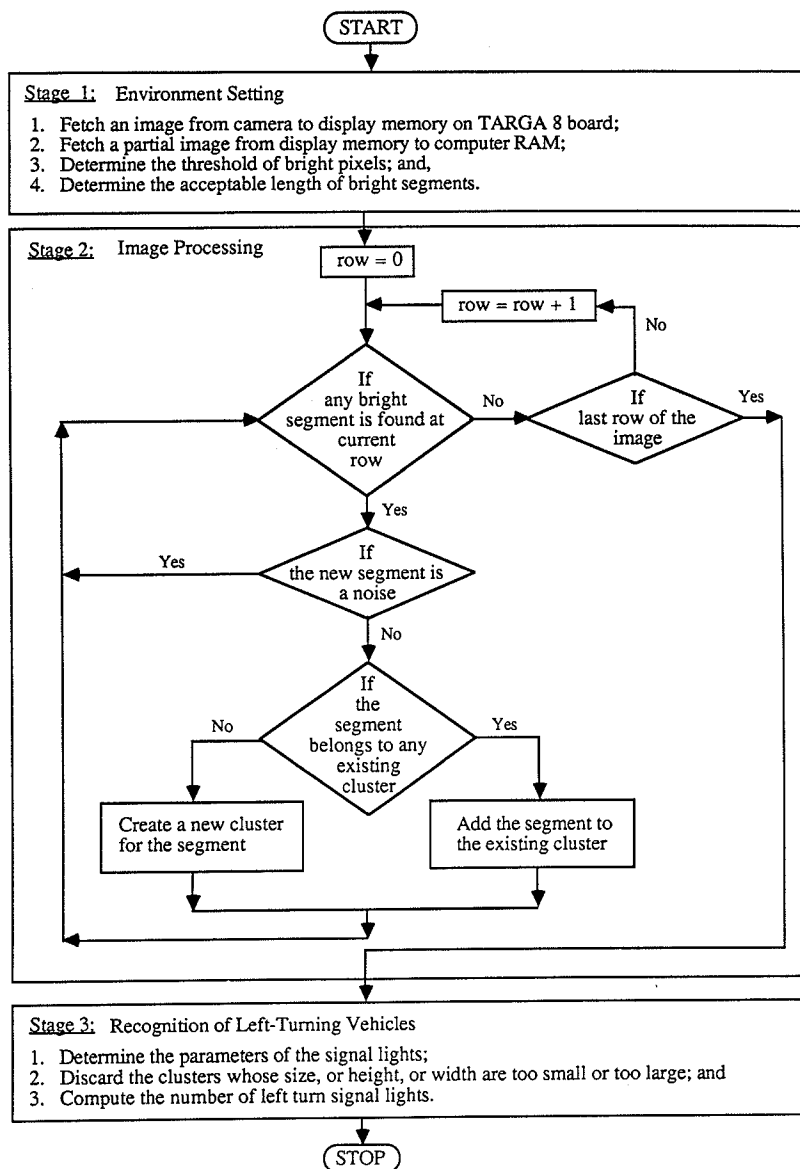 START
Stage 1: Environment Setting
1. Fetch an image from camera to display memory on TARGA 8 board;
2. Fetch a partial image from display memory to computer RAM;
3. Determine the threshold of bright pixels; and,
4. Determine the acceptable length of bright segments.
Stage 2: Image Processing
row = 0
row = row + 1
No
If
any bright
segment is found at
current
row
No
If
last row of the
image
Yes
Yes
If
the new segment is
a noise
Yes
No
If
the
segment
belongs to any
existing
cluster
No
Yes
Create a new cluster
for the segment
Add the segment to
the existing cluster
Stage 3: Recognition of Left-Turning Vehicles
1. Determine the parameters of the signal lights;
2. Discard the clusters whose size, or height, or width are too small or too large; and
3. Compute the number of left turn signal lights.
STOP